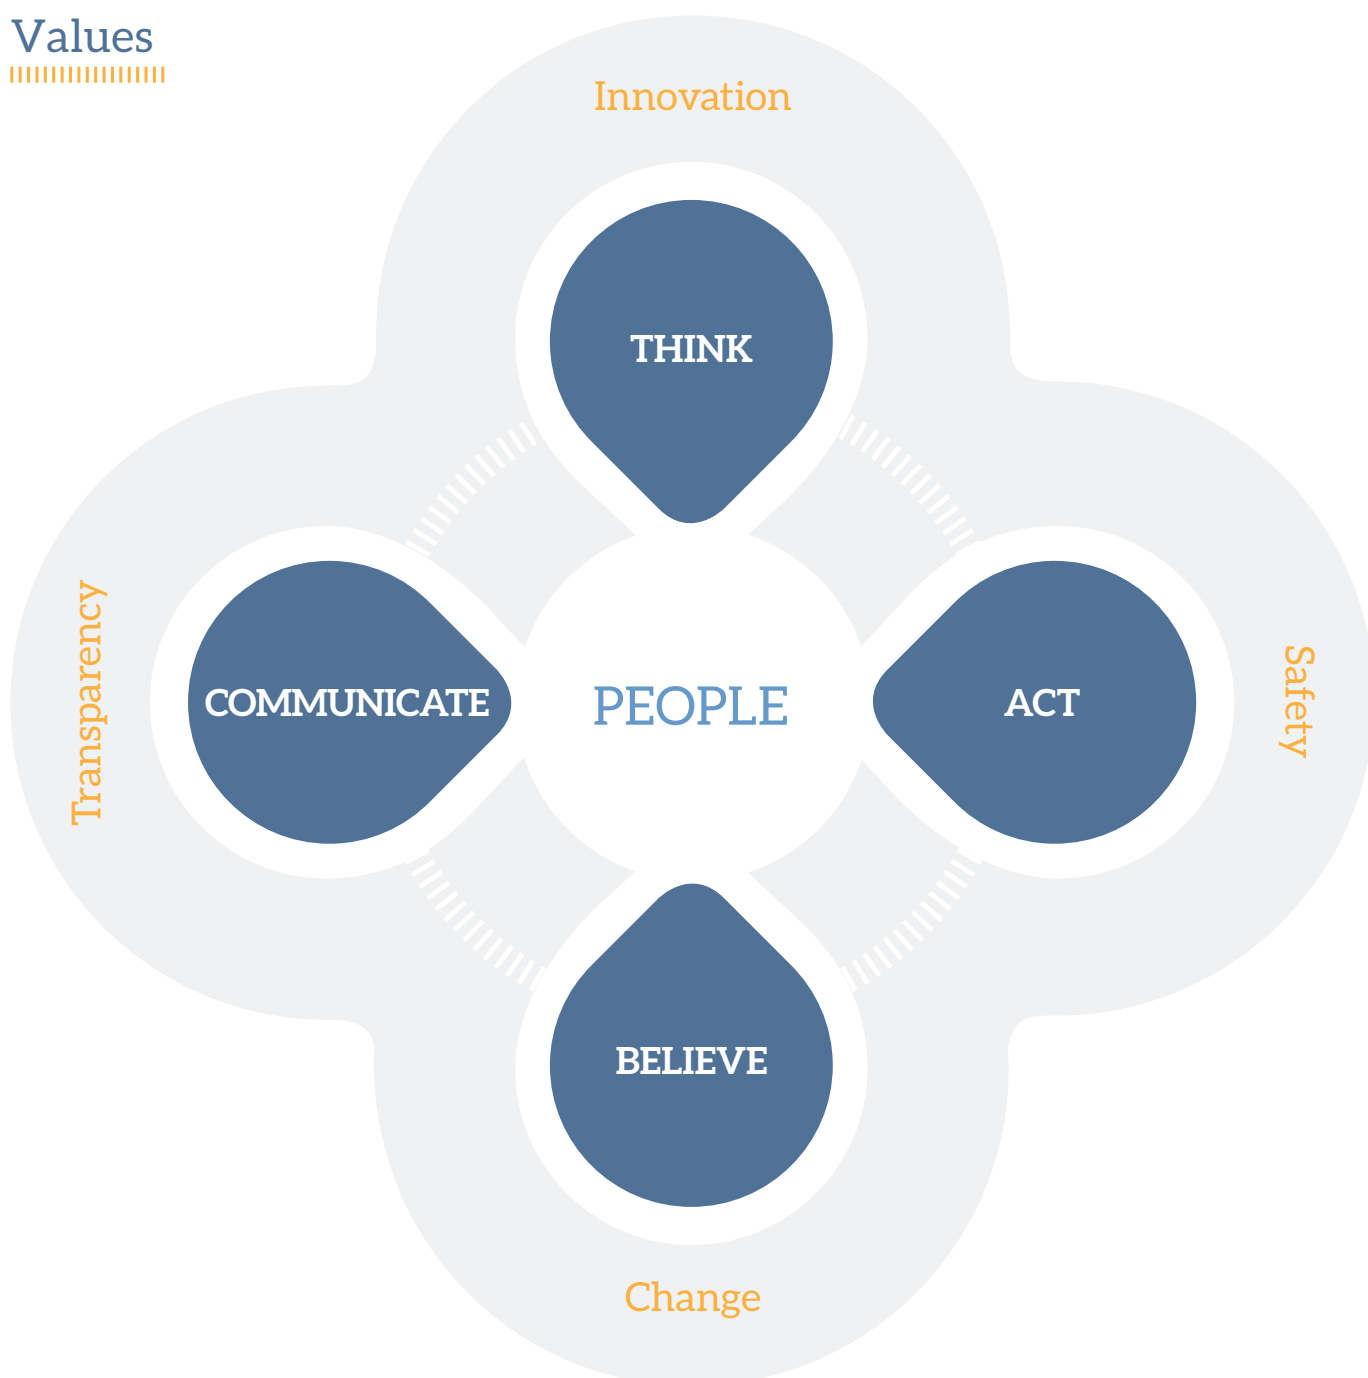 Values
Innovation
THINK
Transparency
COMMUNICATE
PEOPLE
ACT
Safety
BELIEVE
Change